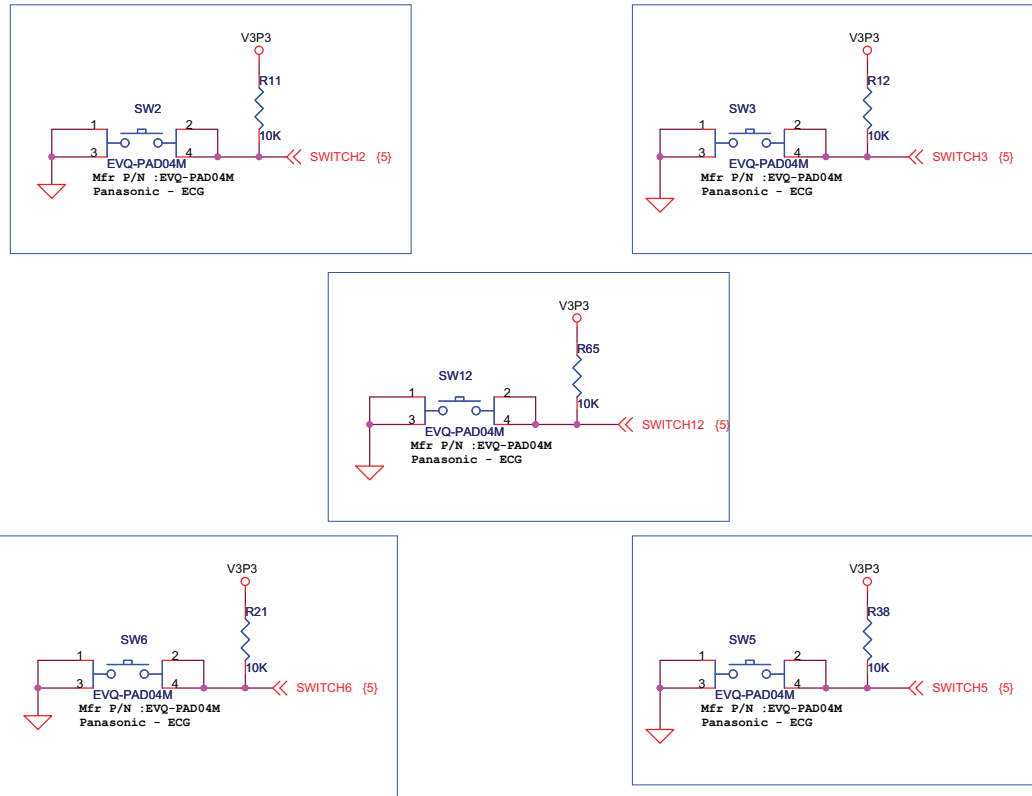 V3P3
R11
SW2
1
2
10K
3
4
SWITCH2 {5}
EVQ-PAD04M
Mfr P/N :EVQ-PAD04M
Panasonic - ECG
V3P3
R12
SW3
1
2
10K
3
4
SWITCH3 {5}
EVQ-PAD04M
Mfr P/N :EVQ-PAD04M
Panasonic - ECG
V3P3
R65
SW12
1
2
10K
3
4
SWITCH12 {5}
EVQ-PAD04M
Mfr P/N :EVQ-PAD04M
Panasonic - ECG
V3P3
R21
SW6
1
2
10K
3
4
SWITCH6 {5}
EVQ-PAD04M
Mfr P/N :EVQ-PAD04M
Panasonic - ECG
V3P3
R38
SW5
1
2
10K
3
4
SWITCH5 {5}
EVQ-PAD04M
Mfr P/N :EVQ-PAD04M
Panasonic - ECG